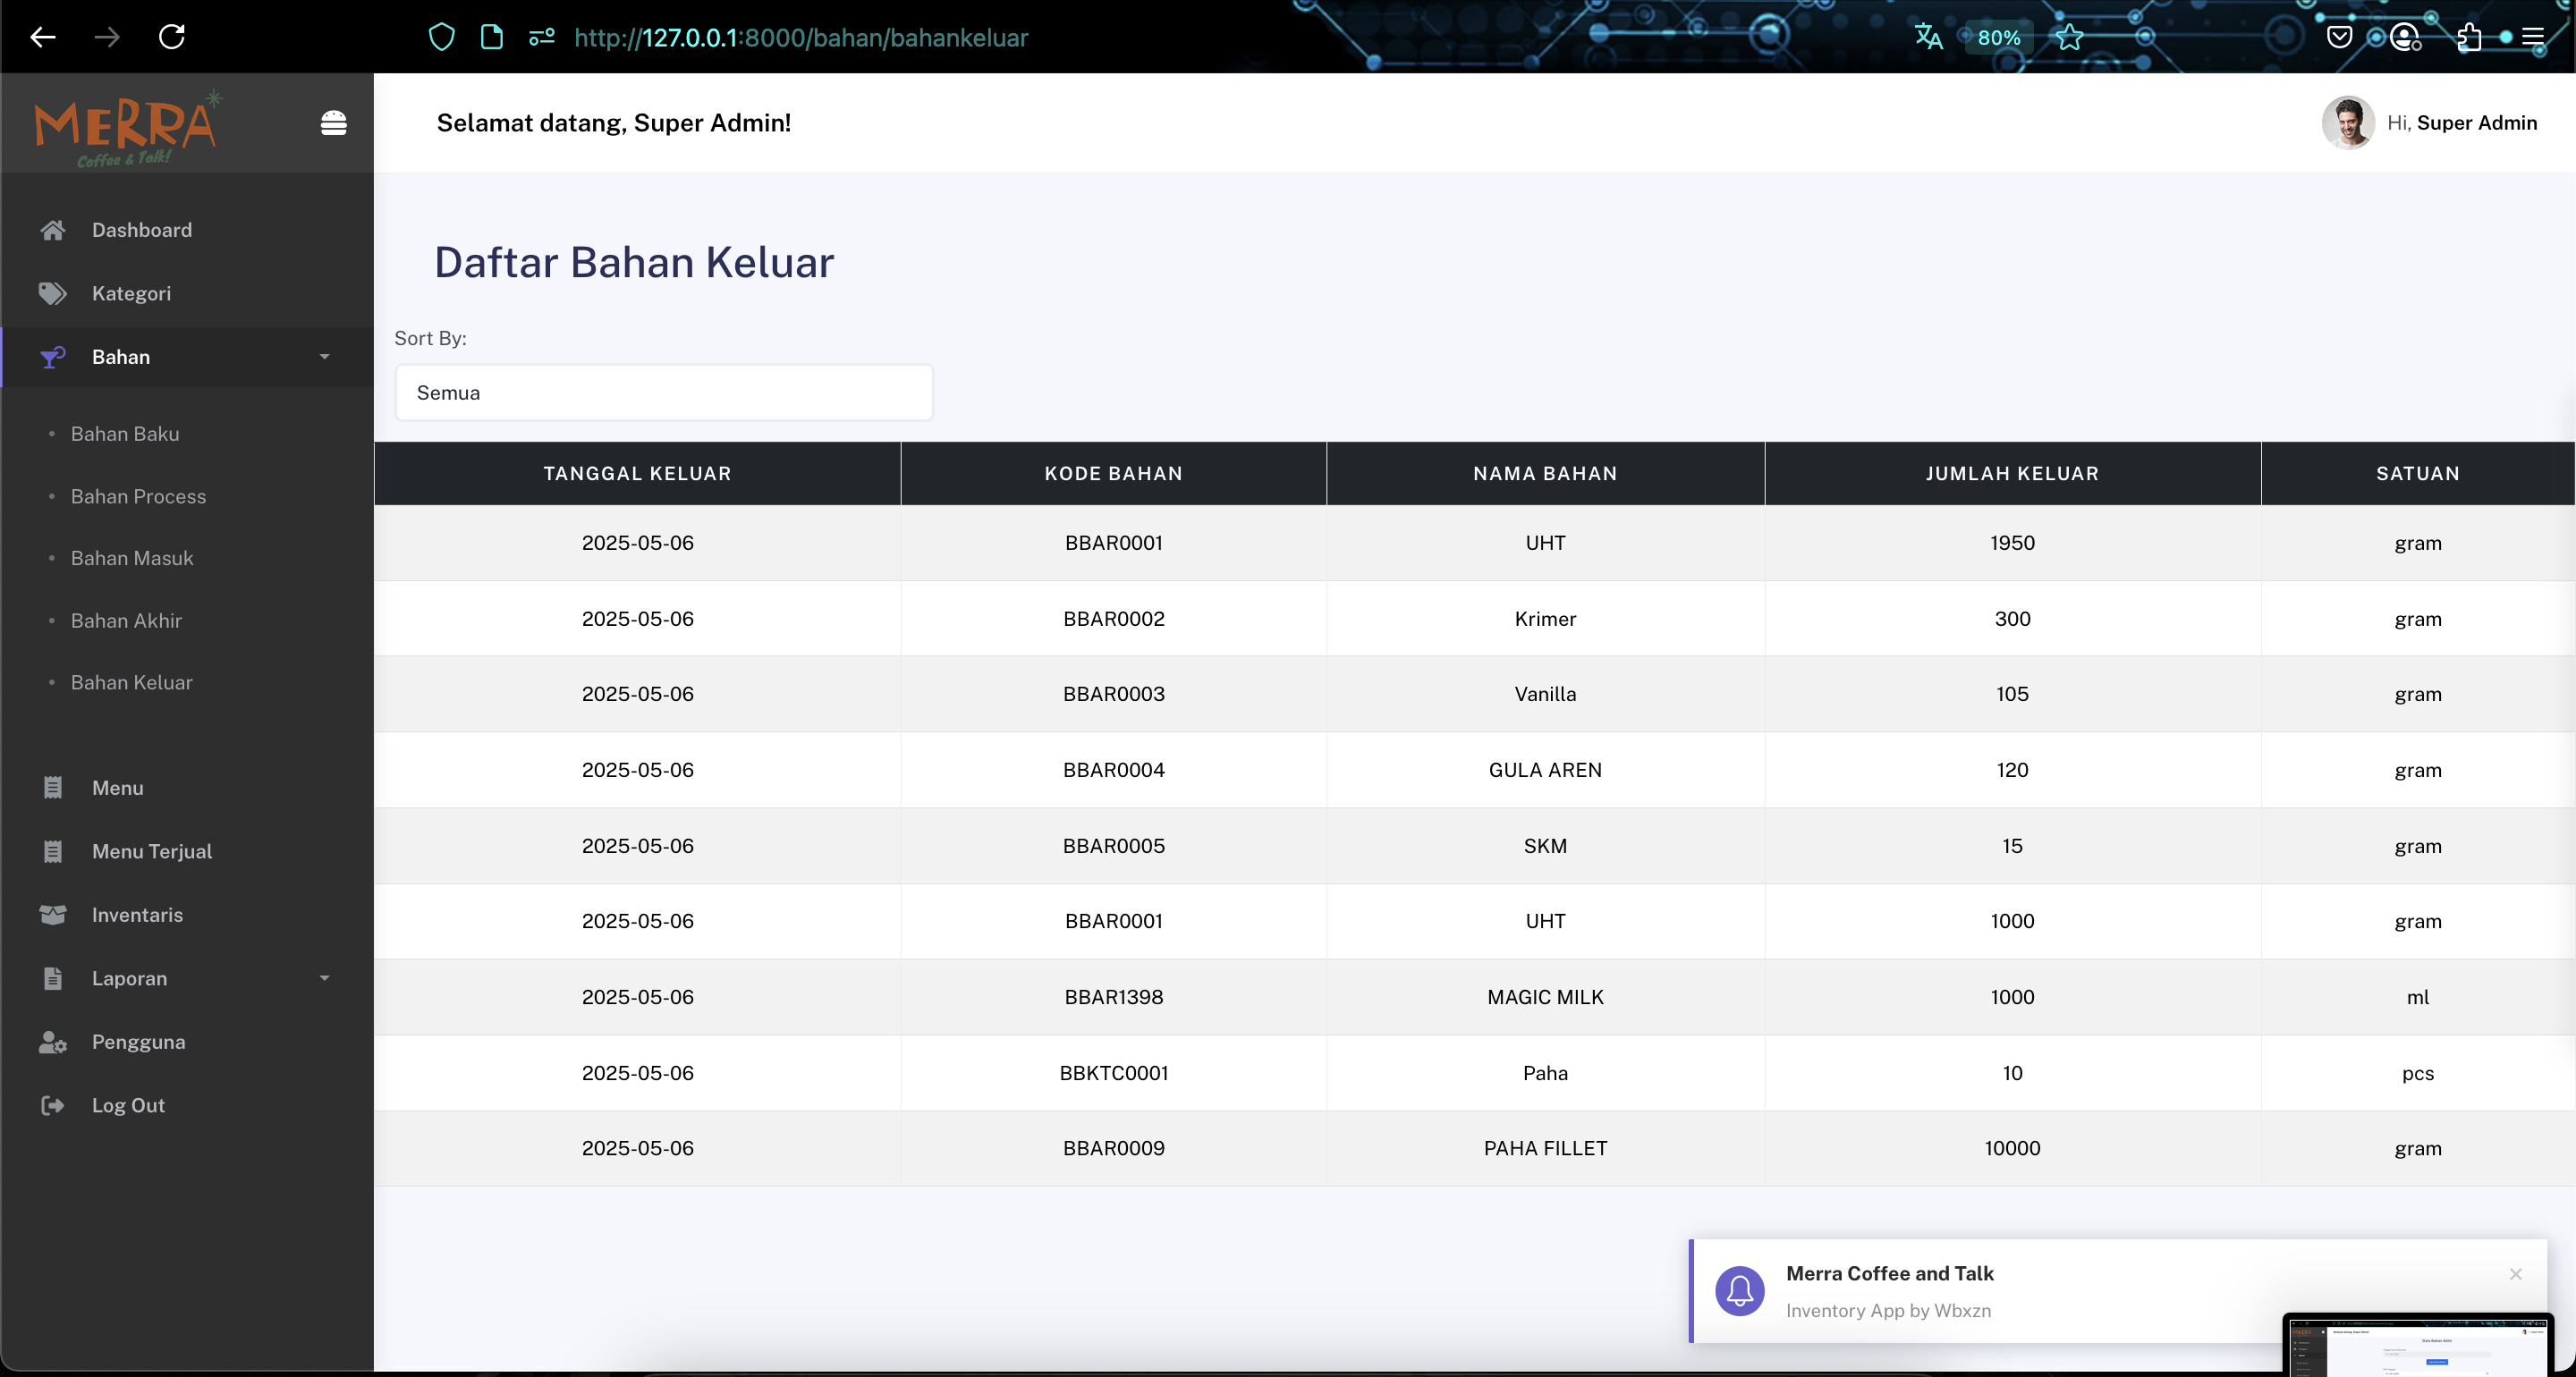 http://127.0.0.1:8000/bahan/bahankeluar
80%
MERRA
Coffee & Talk!
Selamat datang, Super Admin!
Hi, Super Admin
Dashboard
Kategori
Bahan
Bahan Baku
Bahan Process
Bahan Masuk
Bahan Akhir
Bahan Keluar
Menu
Menu Terjual
Inventaris
Laporan
Pengguna
Log Out
Daftar Bahan Keluar
Sort By:
Semua
TANGGAL KELUAR KODE BAHAN NAMA BAHAN JUMLAH KELUAR SATUAN
2025-05-06 BBAR0001 UHT 1950 gram
2025-05-06 BBAR0002 Krimer 300 gram
2025-05-06 BBAR0003 Vanilla 105 gram
2025-05-06 BBAR0004 GULA AREN 120 gram
2025-05-06 BBAR0005 SKM 15 gram
2025-05-06 BBAR0001 UHT 1000 gram
2025-05-06 BBAR1398 MAGIC MILK 1000 ml
2025-05-06 BBKTC0001 Paha 10 pcs
2025-05-06 BBAR0009 PAHA FILLET 10000 gram
Merra Coffee and Talk
Inventory App by Wbxzn